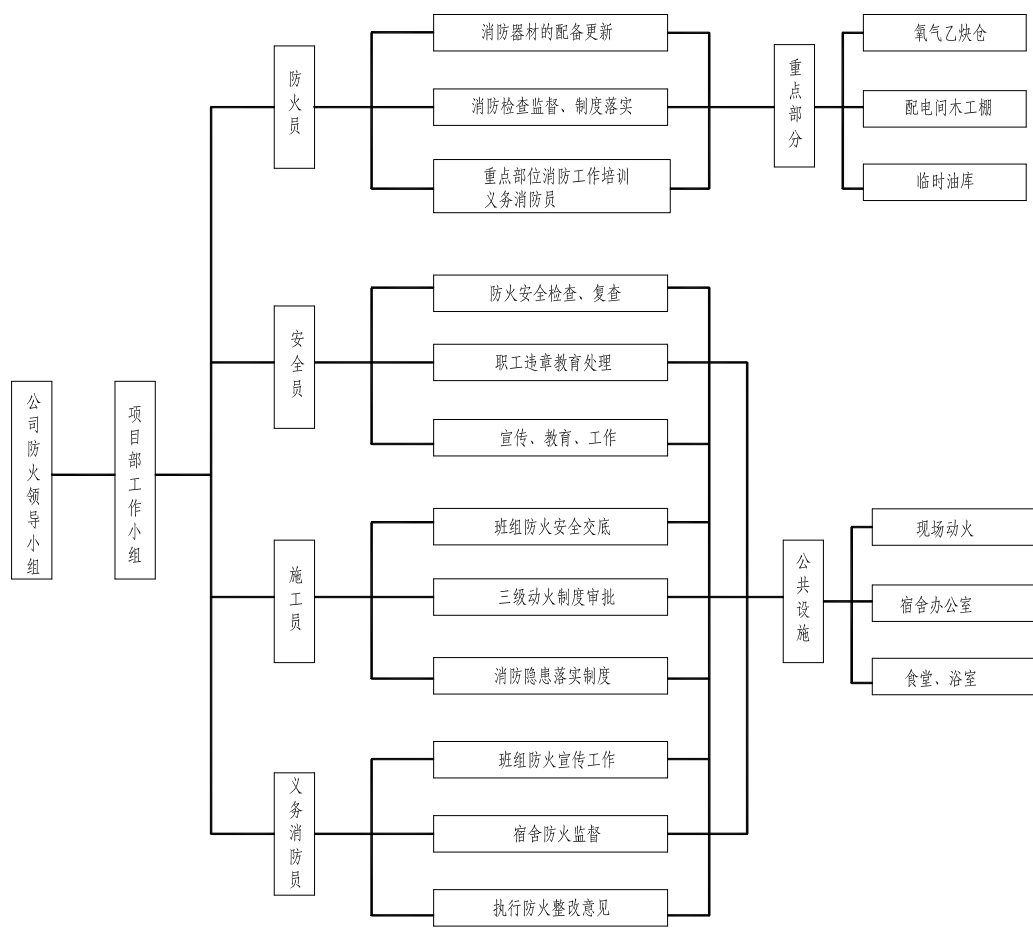 公司防火领导小组
项目部工作小组
防火员
消防器材的配备更新
消防检查监督、制度落实
重点部位消防工作培训
义务消防员
重点部分
氧气乙炔仓
配电间木工棚
临时油库
安全员
防火安全检查、复查
职工违章教育处理
宣传、教育、工作
施工员
班组防火安全交底
三级动火制度审批
消防隐患落实制度
义务消防员
班组防火宣传工作
宿舍防火监督
执行防火整改意见
公共设施
现场动火
宿舍办公室
食堂、浴室